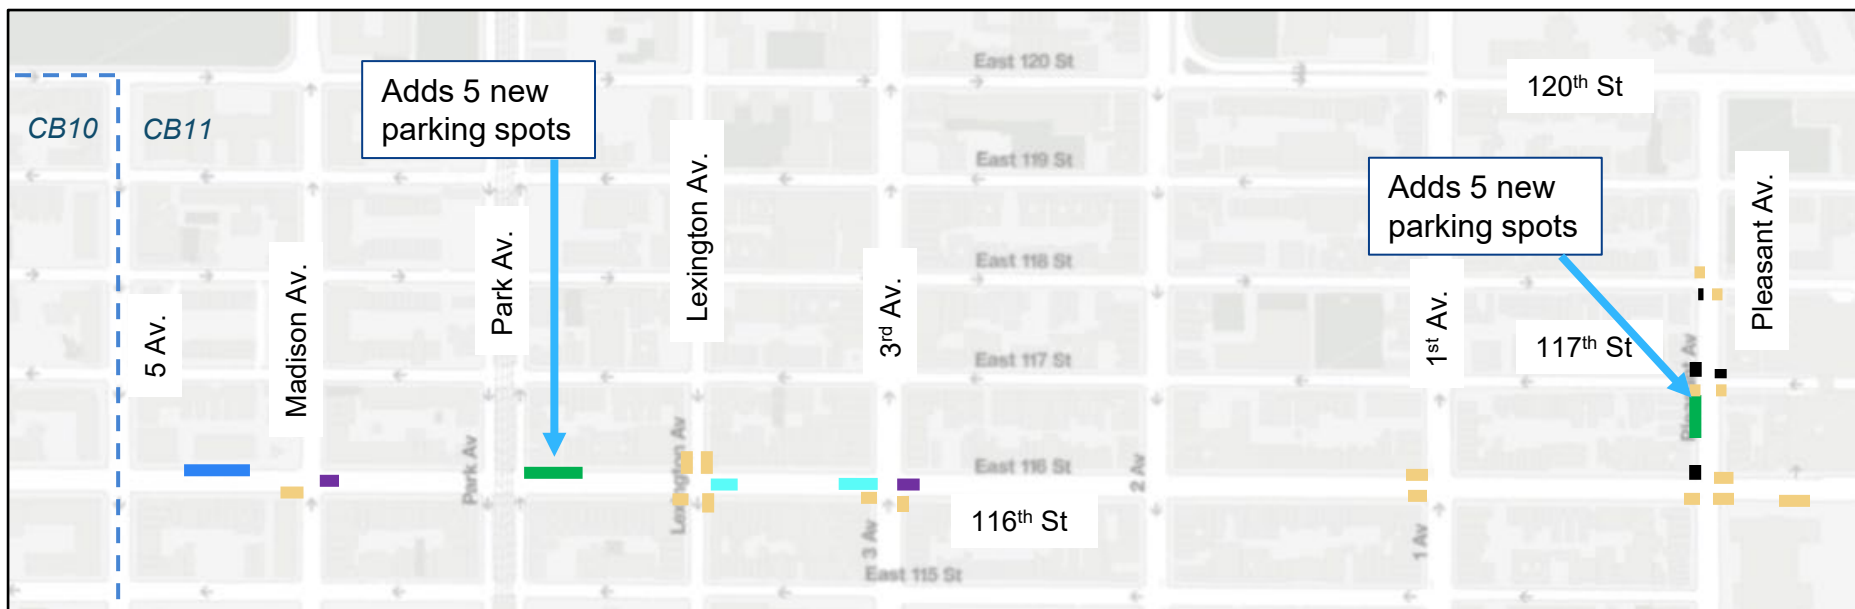 East 120 St
120th St
Adds 5 new
parking spots
CB10
CB11
East 119 St
Lexington Av.
Adds 5 new
parking spots
Pleasant Av.
Park Av.
East 118 St
3rd Av.
1st Av.
5 Av.
Madison Av.
East 117 St
117th St
Av
Park Av
Lexington Av
East 116 St
2 Av
116th St
3 Av
1 Av
East 115 St